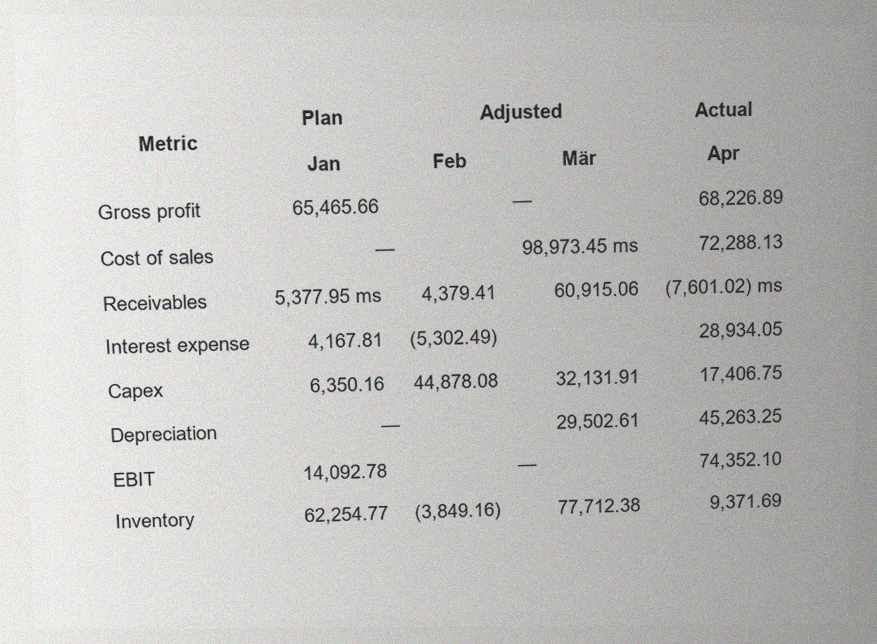 Plan Adjusted Actual
Metric
Jan Feb Mär Apr
Gross profit 65,465.66 — 68,226.89
Cost of sales — 98,973.45 ms 72,288.13
Receivables 5,377.95 ms 4,379.41 60,915.06 (7,601.02) ms
Interest expense 4,167.81 (5,302.49) 28,934.05
Capex 6,350.16 44,878.08 32,131.91 17,406.75
Depreciation — 29,502.61 45,263.25
EBIT 14,092.78 — 74,352.10
Inventory 62,254.77 (3,849.16) 77,712.38 9,371.69